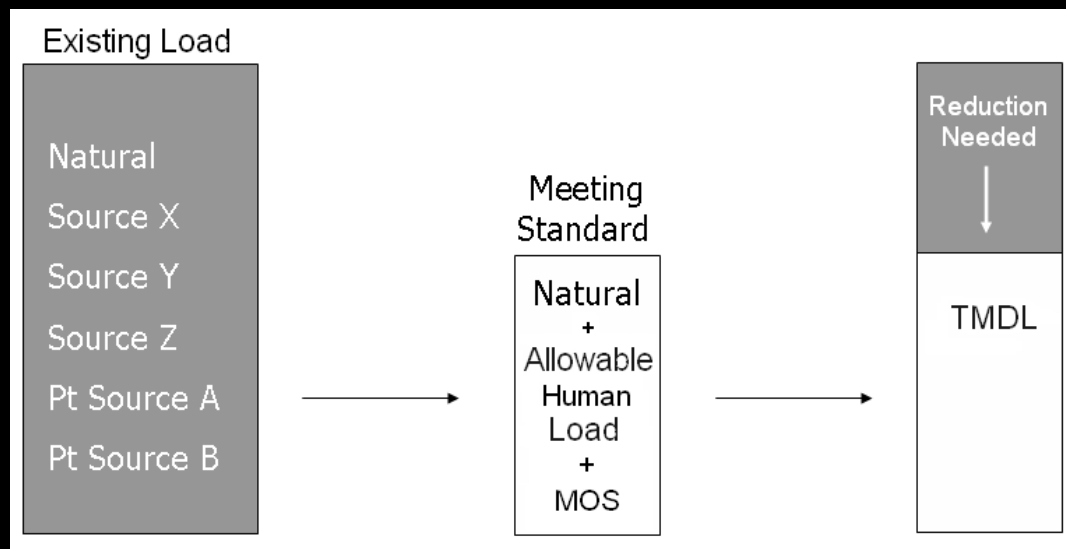 Existing Load
Natural
Source X
Source Y
Source Z
Pt Source A
Pt Source B
Meeting
Standard
Natural
+
Allowable
Human
Load
+
MOS
Reduction
Needed
TMDL